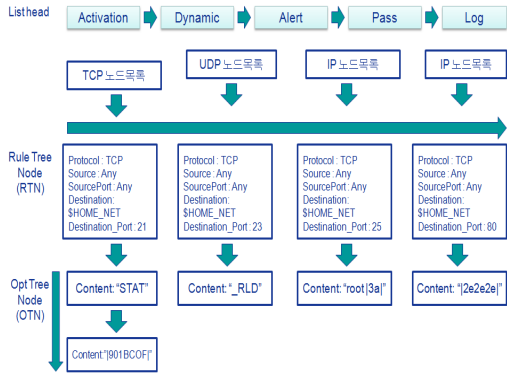 List head
Activation
Dynamic
Alert
Pass
Log
TCP 노드목록
UDP 노드목록
IP 노드목록
IP 노드목록
Rule Tree
Node
(RTN)
Protocol : TCP
Source : Any
SourcePort : Any
Destination:
$HOME_NET
Destination_Port : 21
Protocol : TCP
Source : Any
SourcePort : Any
Destination:
$HOME_NET
Destination_Port : 23
Protocol : TCP
Source : Any
SourcePort : Any
Destination:
$HOME_NET
Destination_Port : 25
Protocol : TCP
Source : Any
SourcePort : Any
Destination:
$HOME_NET
Destination_Port : 80
Opt Tree
Node
(OTN)
Content: “STAT”
Content: “_RLD”
Content: “root|3a|”
Content: “|2e2e2e|”
Content:“|901BCOF|”